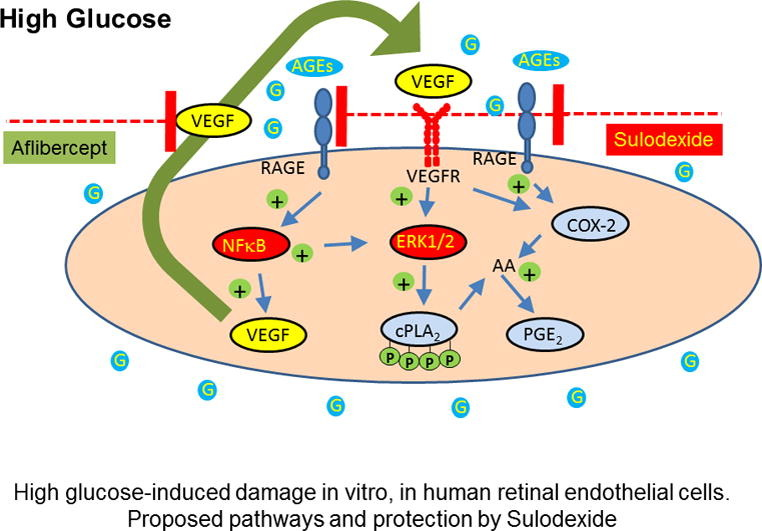 High Glucose
G
AGEs
VEGF
AGEs
G
G
VEGF
G
Aflibercept
Sulodexide
RAGE
VEGFR
RAGE
G
G
+
+
+
COX-2
NFκB
+
ERK1/2
AA
+
+
+
VEGF
cPLA2
PGE2
P
P
P
P
G
G
G
G
G
G
High glucose-induced damage in vitro, in human retinal endothelial cells.
Proposed pathways and protection by Sulodexide